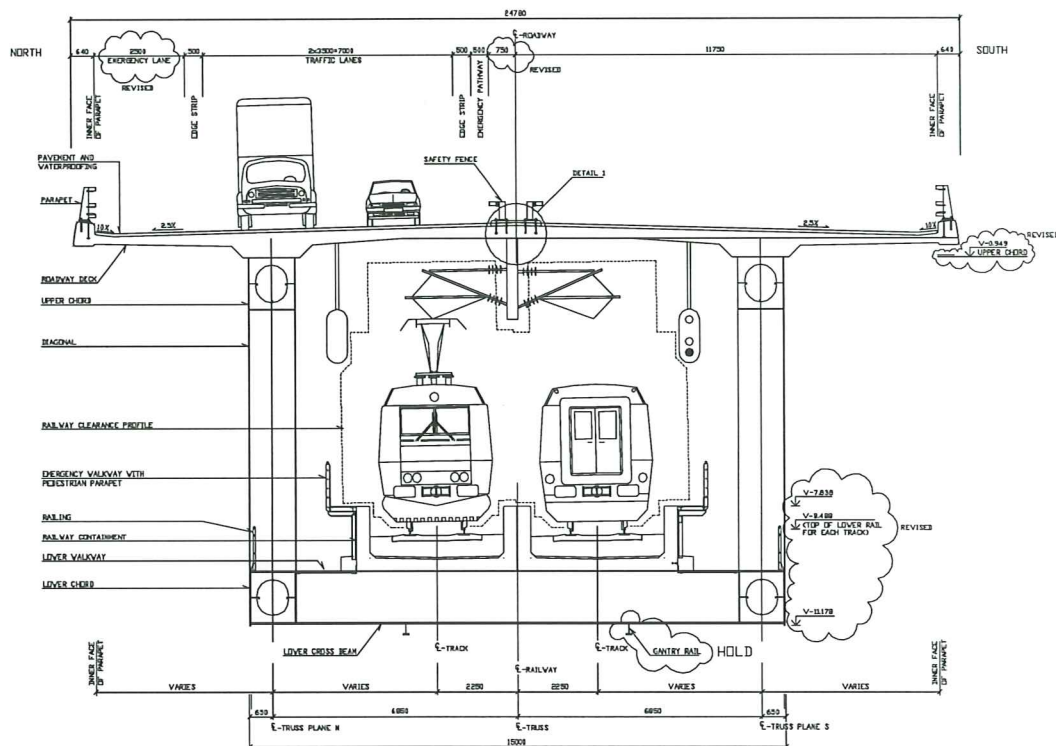 24780
℄-ROADWAY
NORTH
640
2500
500
2x3500=7000
500
500
750
11750
640
SOUTH
EMERGENCY LANE
TRAFFIC LANES
REVISED
REVISED
INNER FACE
OF PARAPET
EDGE STRIP
EDGE STRIP
EMERGENCY PATHWAY
INNER FACE
OF PARAPET
PAVEMENT AND
WATERPROOFING
SAFETY FENCE
DETAIL 1
PARAPET
10%
2.5%
2.5%
10%
REVISED
V-0.949
UPPER CHORD
ROADWAY DECK
UPPER CHORD
DIAGONAL
RAILWAY CLEARANCE PROFILE
EMERGENCY WALKWAY WITH
PEDESTRIAN PARAPET
V-7.838
RAILING
V-8.488
(TOP OF LOWER RAIL
FOR EACH TRACK)
REVISED
RAILWAY CONTAINMENT
LOWER WALKWAY
LOWER CHORD
V-11.178
LOWER CROSS BEAM
℄-TRACK
℄-TRACK
GANTRY RAIL
HOLD
INNER FACE
OF PARAPET
℄-RAILWAY
INNER FACE
OF PARAPET
VARIES
VARIES
2250
2250
VARIES
VARIES
650
6850
6850
650
℄-TRUSS PLANE N
℄-TRUSS
℄-TRUSS PLANE S
15000